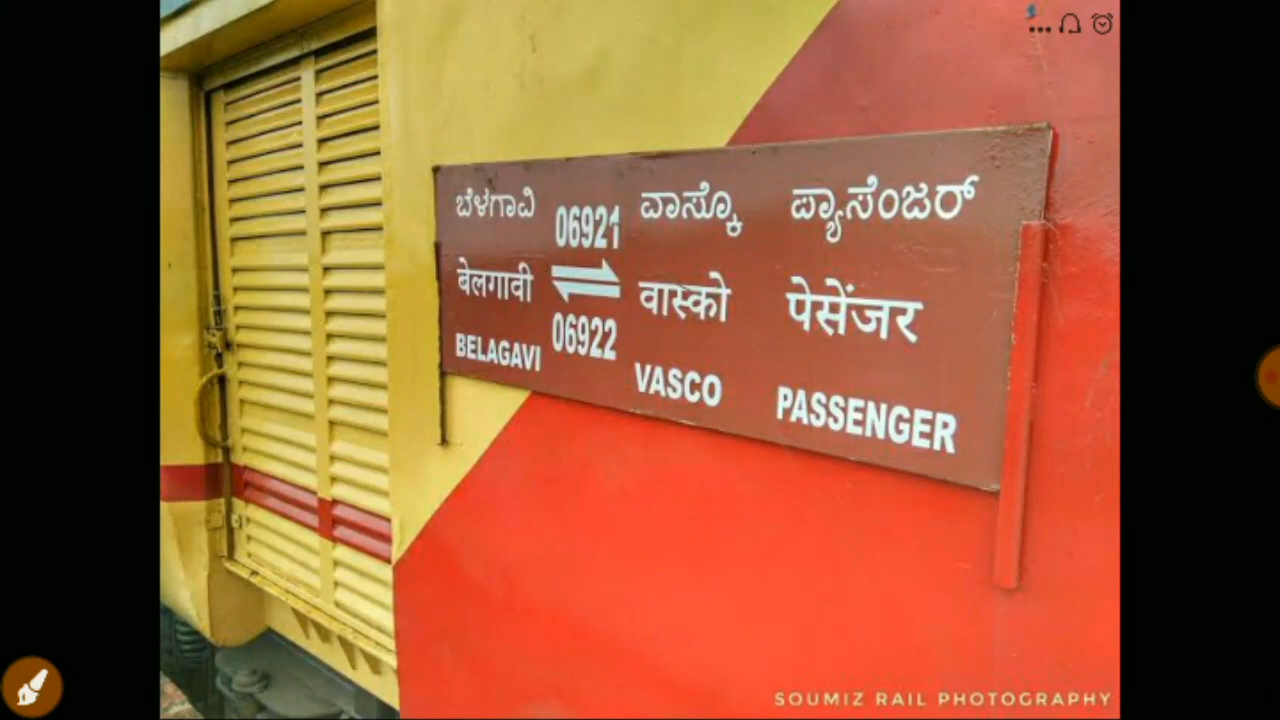 ಬೆಳಗಾವಿ 06921 ವಾಸ್ಕೊ ಪ್ಯಾಸೆಂಜರ್
बेलगावी ⇌ वास्को पेसेंजर
06922
BELAGAVI VASCO PASSENGER
SOUMIZ RAIL PHOTOGRAPHY